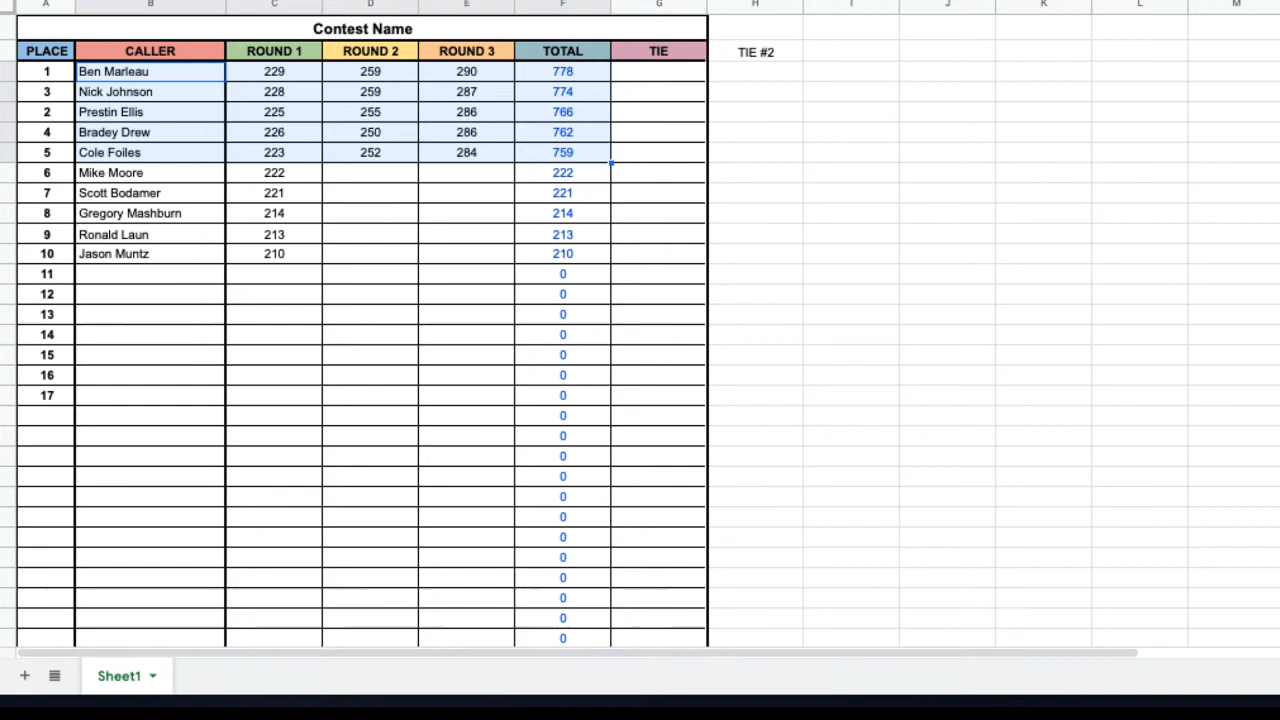 A B C D E F G H I J K L M
Contest Name
PLACE CALLER ROUND 1 ROUND 2 ROUND 3 TOTAL TIE TIE #2
1 Ben Marleau 229 259 290 778
3 Nick Johnson 228 259 287 774
2 Prestin Ellis 225 255 286 766
4 Bradey Drew 226 250 286 762
5 Cole Foiles 223 252 284 759
6 Mike Moore 222 222
7 Scott Bodamer 221 221
8 Gregory Mashburn 214 214
9 Ronald Laun 213 213
10 Jason Muntz 210 210
11 0
12 0
13 0
14 0
15 0
16 0
17 0
0
0
0
0
0
0
0
0
0
0
0
0
Sheet1